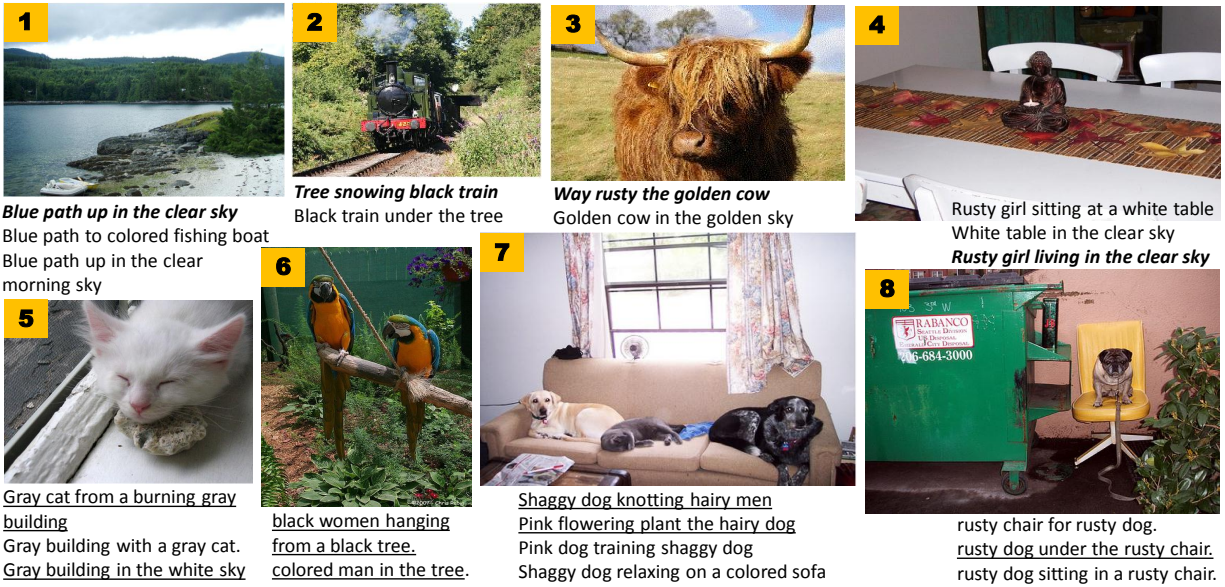 1
Blue path up in the clear sky
Blue path to colored fishing boat
Blue path up in the clear
morning sky
2
Tree snowing black train
Black train under the tree
3
Way rusty the golden cow
Golden cow in the golden sky
4
Rusty girl sitting at a white table
White table in the clear sky
Rusty girl living in the clear sky
5
Gray cat from a burning gray
building
Gray building with a gray cat.
Gray building in the white sky
6
black women hanging
from a black tree.
colored man in the tree.
7
Shaggy dog knotting hairy men
Pink flowering plant the hairy dog
Pink dog training shaggy dog
Shaggy dog relaxing on a colored sofa
8
RABANCO
SEATTLE DIVISION
US DISPOSAL
CITY DISPOSAL
206-684-3000
rusty chair for rusty dog.
rusty dog under the rusty chair.
rusty dog sitting in a rusty chair.